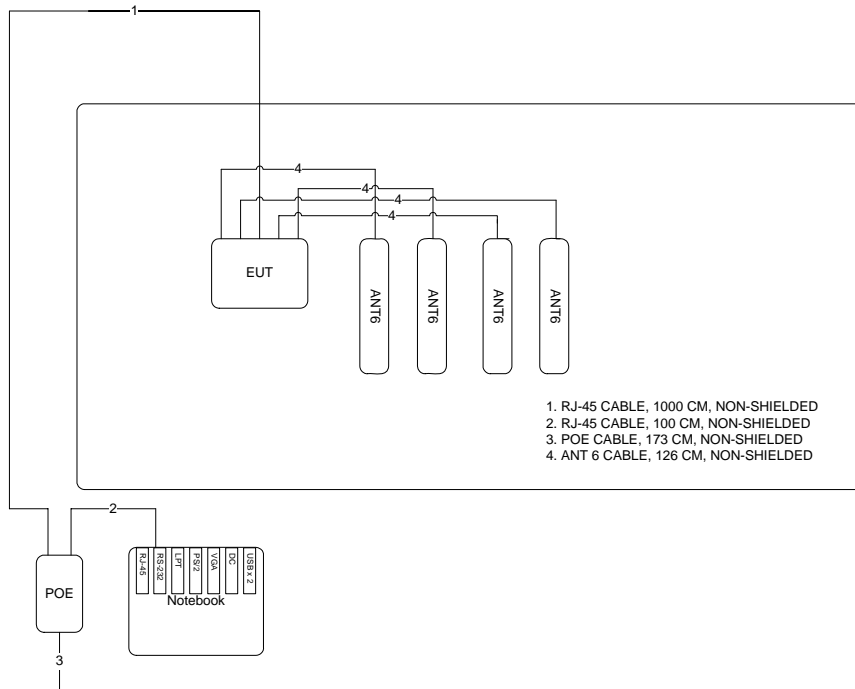 1
4
4
4
4
EUT
ANT6
ANT6
ANT6
ANT6
1. RJ-45 CABLE, 1000 CM, NON-SHIELDED
2. RJ-45 CABLE, 100 CM, NON-SHIELDED
3. POE CABLE, 173 CM, NON-SHIELDED
4. ANT 6 CABLE, 126 CM, NON-SHIELDED
2
RJ-45
RS-232
LPT
PS/2
VGA
DC
USB x 2
POE
Notebook
3